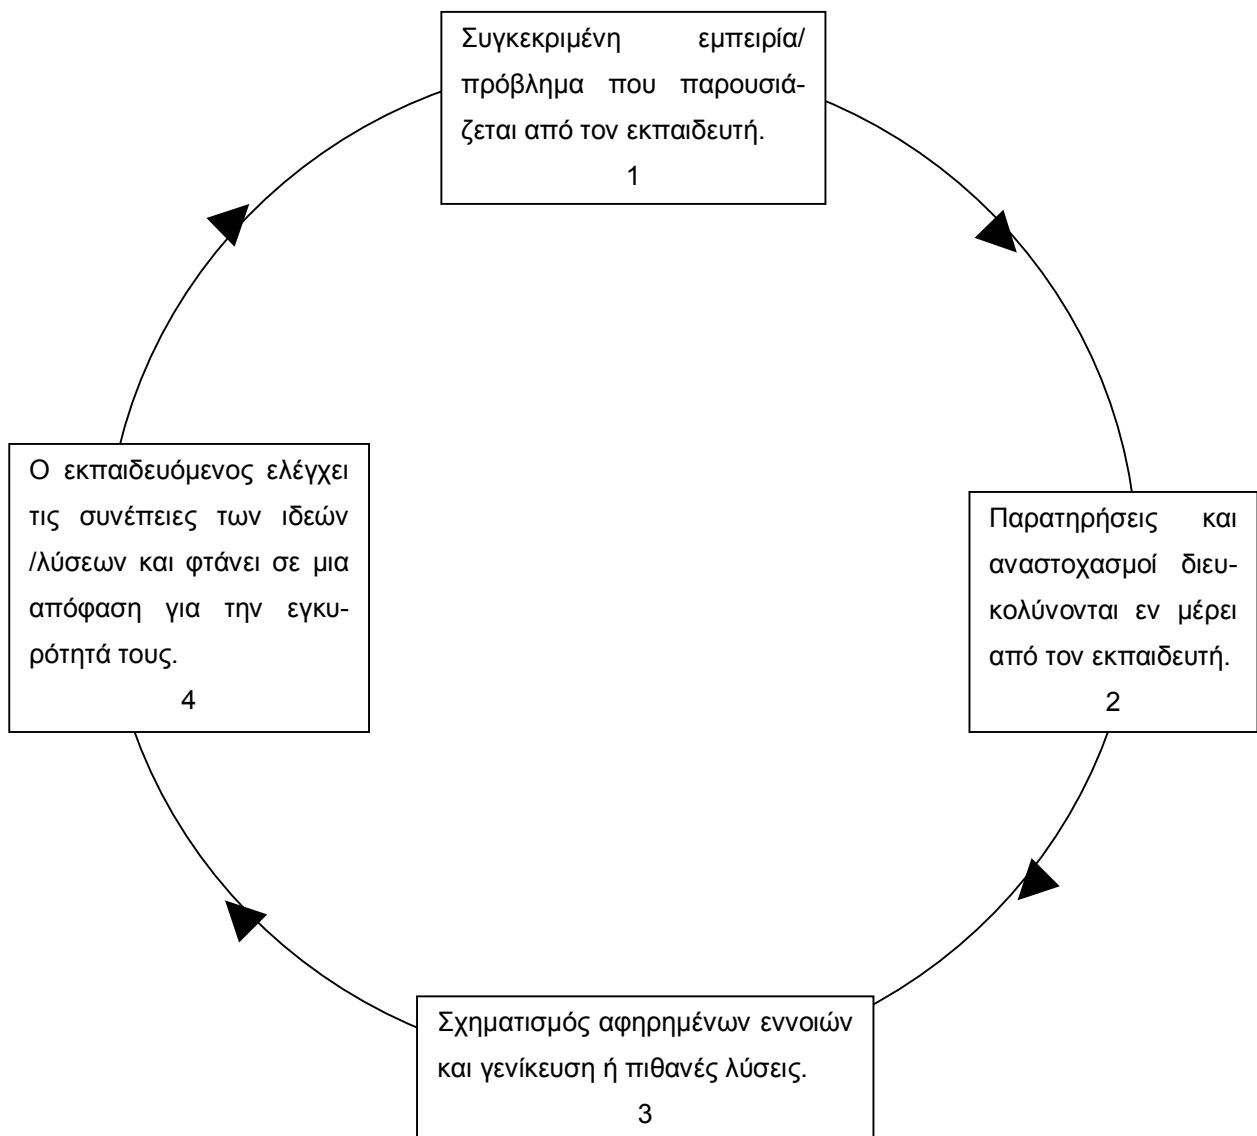 Συγκεκριμένη εμπειρία/
πρόβλημα που παρουσιά-
ζεται από τον εκπαιδευτή.
1
Παρατηρήσεις και
αναστοχασμοί διευ-
κολύνονται εν μέρει
από τον εκπαιδευτή.
2
Σχηματισμός αφηρημένων εννοιών
και γενίκευση ή πιθανές λύσεις.
3
Ο εκπαιδευόμενος ελέγχει
τις συνέπειες των ιδεών
/λύσεων και φτάνει σε μια
απόφαση για την εγκυ-
ρότητά τους.
4